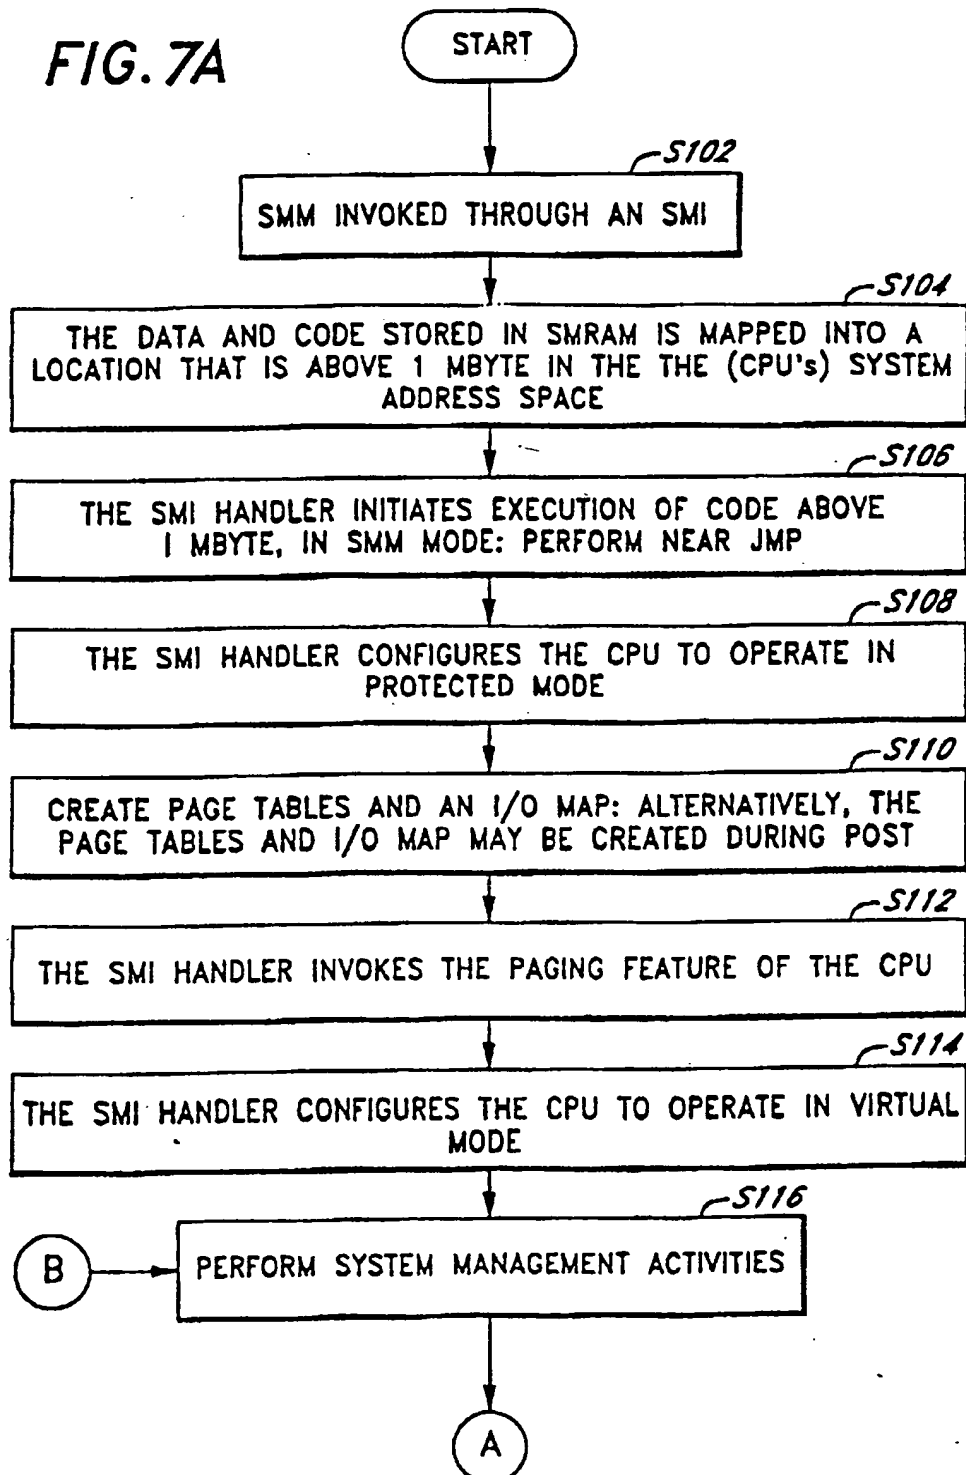 FIG. 7A
START
S102
SMM INVOKED THROUGH AN SMI
S104
THE DATA AND CODE STORED IN SMRAM IS MAPPED INTO A
LOCATION THAT IS ABOVE 1 MBYTE IN THE THE (CPU's) SYSTEM
ADDRESS SPACE
S106
THE SMI HANDLER INITIATES EXECUTION OF CODE ABOVE
1 MBYTE, IN SMM MODE: PERFORM NEAR JMP
S108
THE SMI HANDLER CONFIGURES THE CPU TO OPERATE IN
PROTECTED MODE
S110
CREATE PAGE TABLES AND AN I/O MAP: ALTERNATIVELY, THE
PAGE TABLES AND I/O MAP MAY BE CREATED DURING POST
S112
THE SMI HANDLER INVOKES THE PAGING FEATURE OF THE CPU
S114
THE SMI HANDLER CONFIGURES THE CPU TO OPERATE IN VIRTUAL
MODE
S116
B
PERFORM SYSTEM MANAGEMENT ACTIVITIES
A